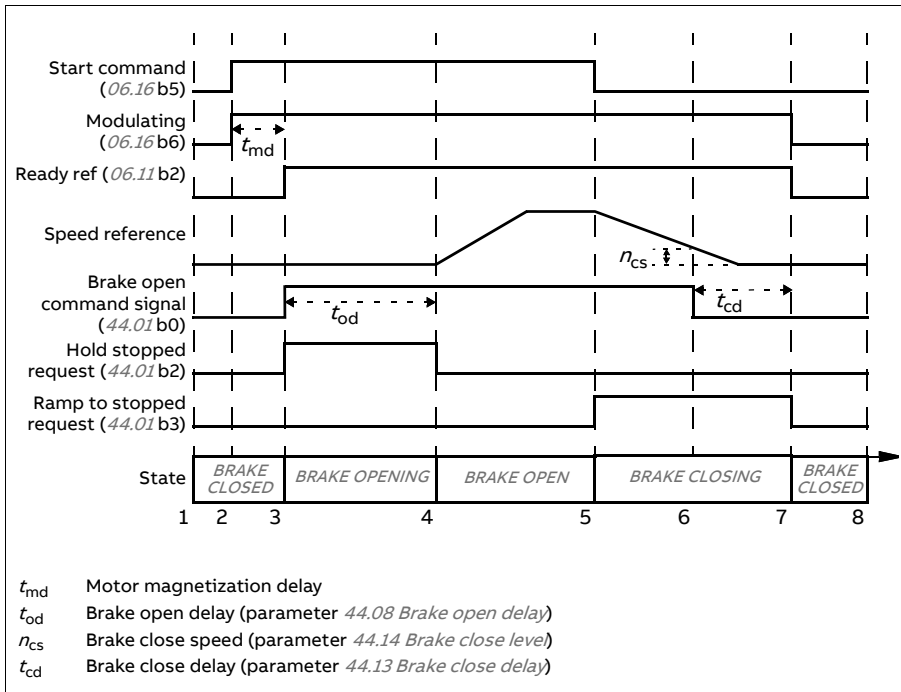 Start command
(06.16 b5)
Modulating
(06.16 b6)
tmd
Ready ref (06.11 b2)
Speed reference
ncs
Brake open
command signal
(44.01 b0)
tod
tcd
Hold stopped
request (44.01 b2)
Ramp to stopped
request (44.01 b3)
State
BRAKE
CLOSED
BRAKE OPENING
BRAKE OPEN
BRAKE CLOSING
BRAKE
CLOSED
1 2 3 4 5 6 7 8
tmd Motor magnetization delay
tod Brake open delay (parameter 44.08 Brake open delay)
ncs Brake close speed (parameter 44.14 Brake close level)
tcd Brake close delay (parameter 44.13 Brake close delay)